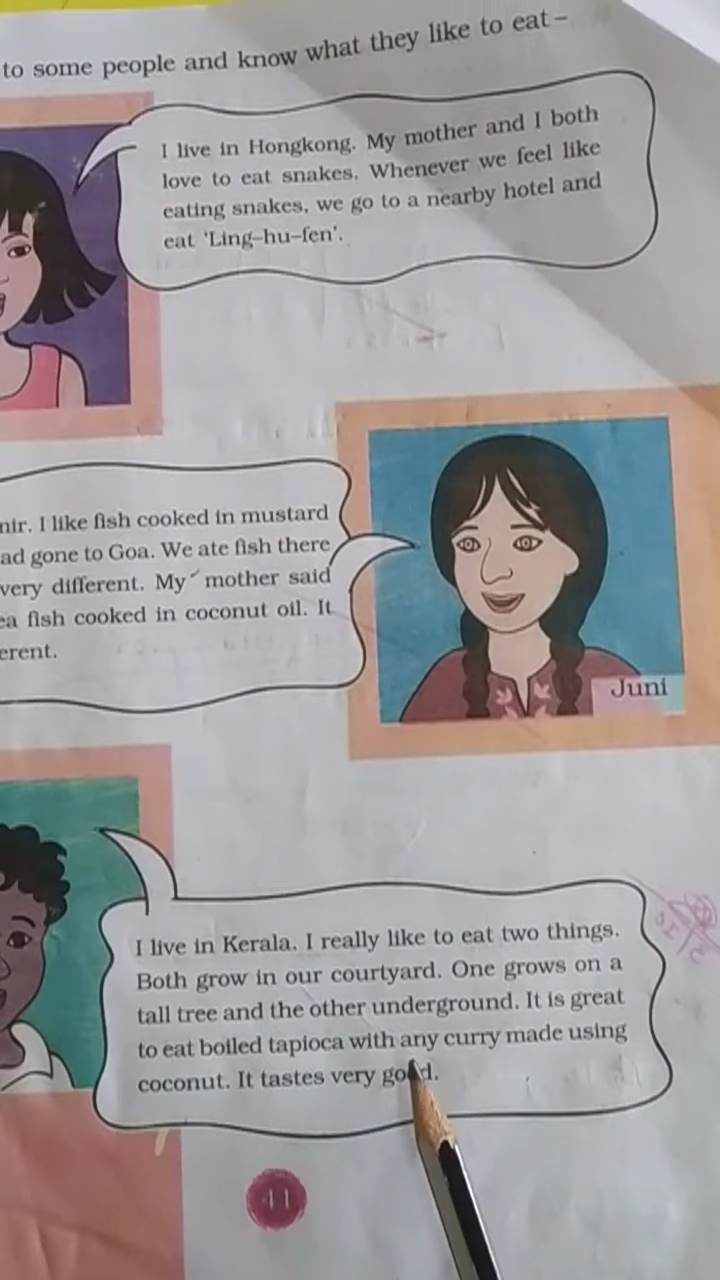 to some people and know what they like to eat –
I live in Hongkong. My mother and I both
love to eat snakes. Whenever we feel like
eating snakes, we go to a nearby hotel and
eat ‘Ling–hu–fen’.
nir. I like fish cooked in mustard
ad gone to Goa. We ate fish there
very different. My mother said
ea fish cooked in coconut oil. It
erent.
Juni
I live in Kerala. I really like to eat two things.
Both grow in our courtyard. One grows on a
tall tree and the other underground. It is great
to eat boiled tapioca with any curry made using
coconut. It tastes very good.
41